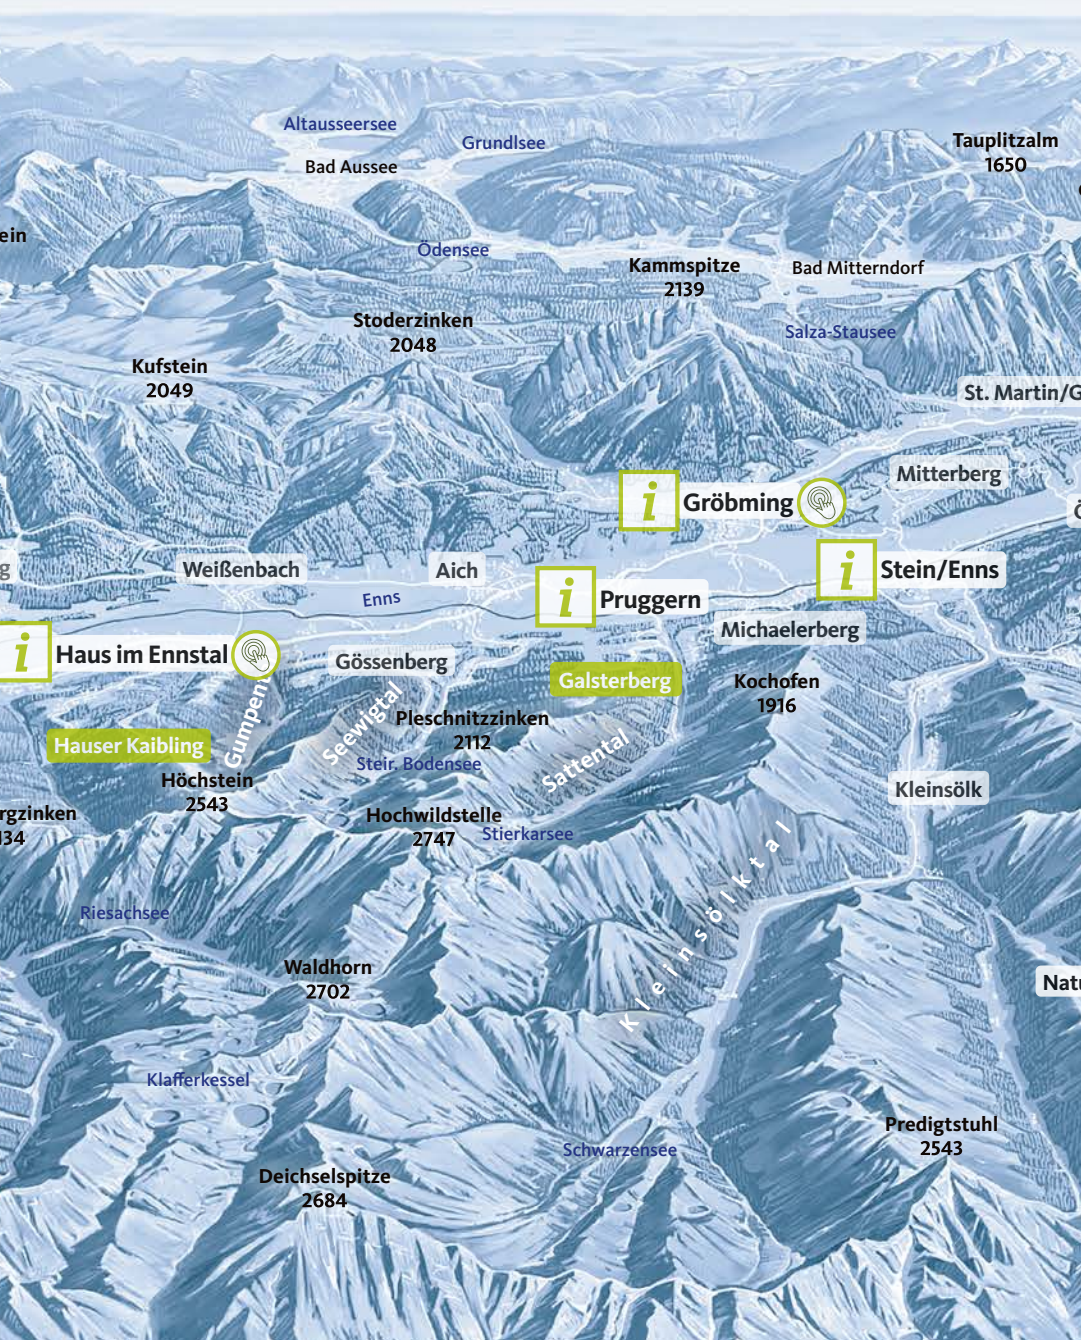 Altausseersee
Grundlsee
Bad Aussee
Tauplitzalm
1650
ein
Ödensee
Kammspitze
2139
Bad Mitterndorf
Stoderzinken
2048
Salza-Stausee
Kufstein
2049
St. Martin/G
Mitterberg
i Gröbming
Weißenbach
Aich
i Stein/Enns
g
Enns
i Pruggern
Michaelerberg
i Haus im Ennstal
Gössenberg
Galsterberg
Kochofen
1916
Gumpen
Seewigtal
Pleschnitzzinken
2112
Sattental
Hauser Kaibling
Steir. Bodensee
Höchstein
2543
Kleinsölk
rgzinken
134
Hochwildstelle
2747
Stierkarsee
Kleinsölktal
Riesachsee
Waldhorn
2702
Natu
Klafferkessel
Predigtstuhl
2543
Schwarzensee
Deichselspitze
2684